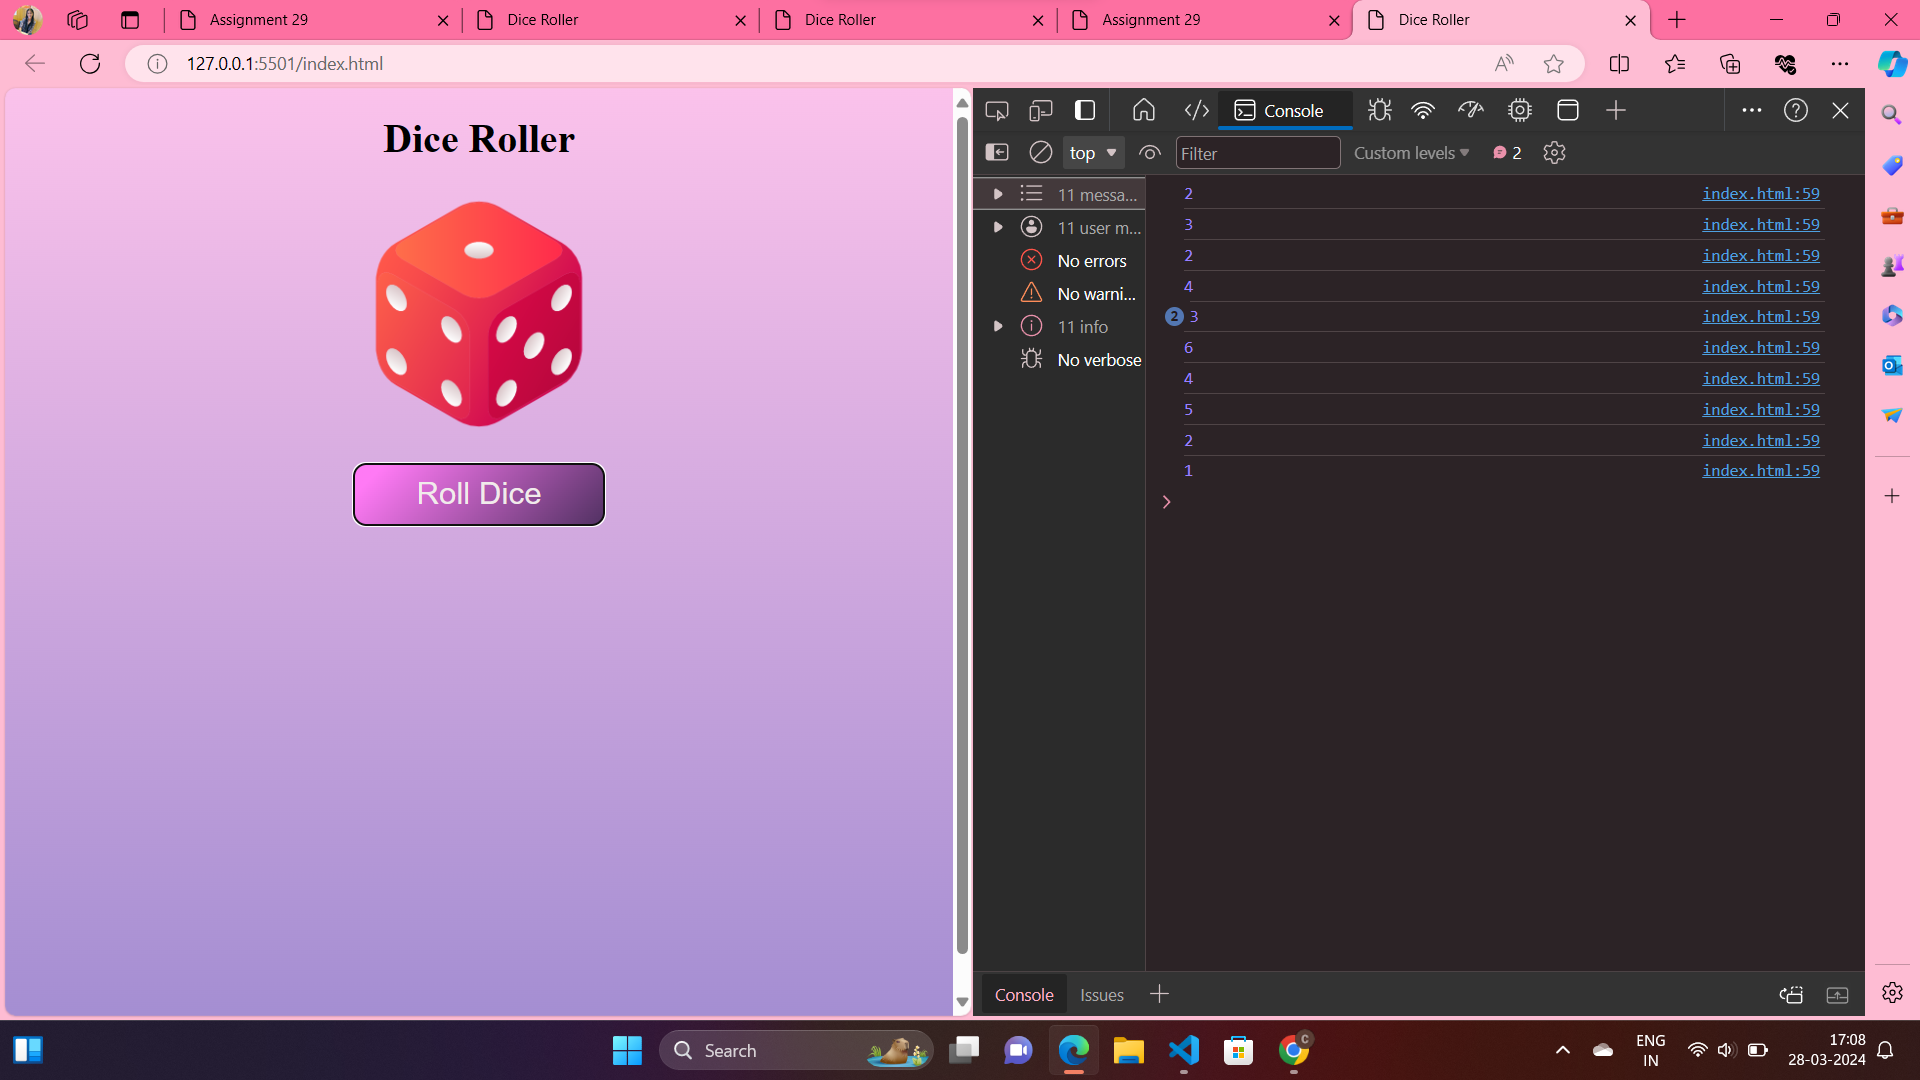 Assignment 29
Dice Roller
Dice Roller
Assignment 29
Dice Roller
127.0.0.1:5501/index.html
Dice Roller
Roll Dice
Console
top
Filter
Custom levels
2
11 messa...
11 user m...
No errors
No warni...
11 info
No verbose
2 index.html:59
3 index.html:59
2 index.html:59
4 index.html:59
2 3 index.html:59
6 index.html:59
4 index.html:59
5 index.html:59
2 index.html:59
1 index.html:59
Console Issues
Search
C
ENG
IN
17:08
28-03-2024